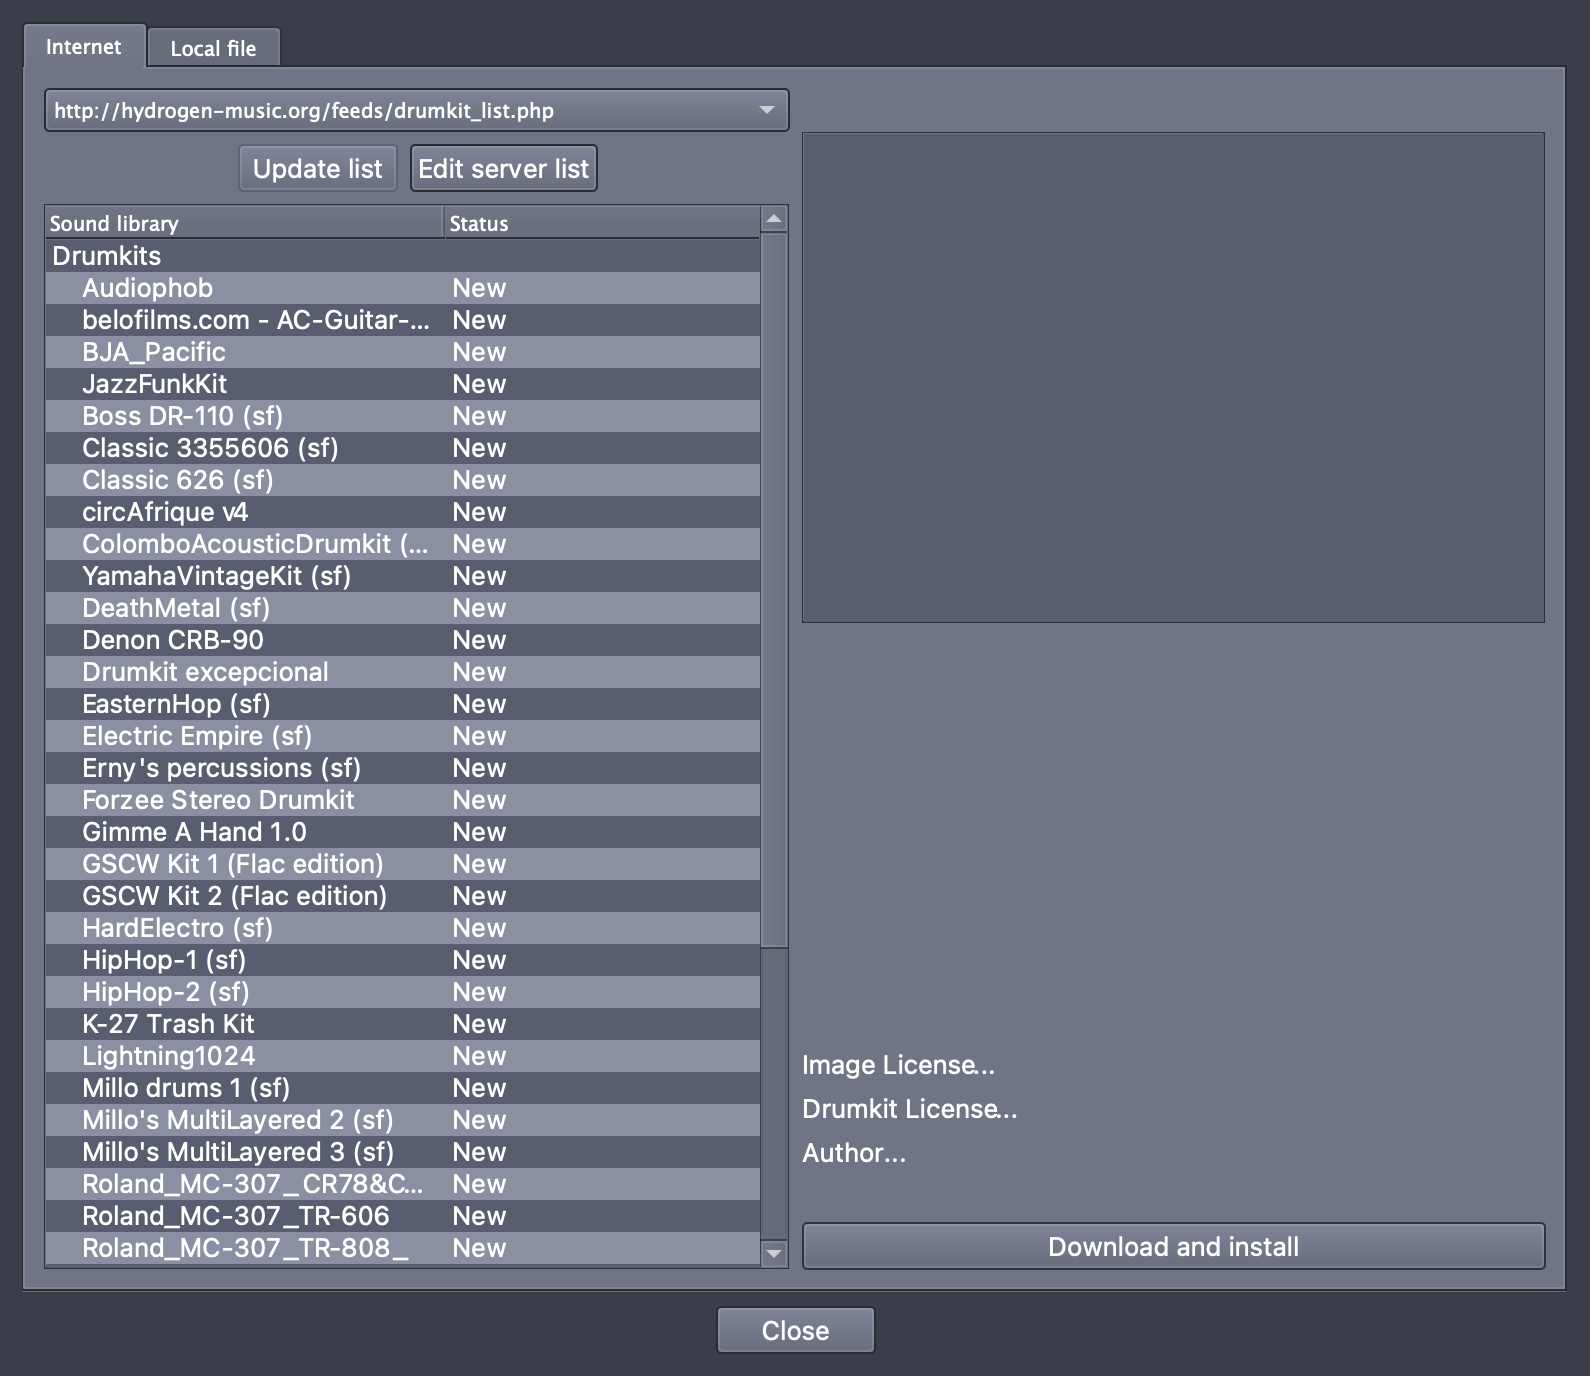 Internet
Local file
http://hydrogen-music.org/feeds/drumkit_list.php
Update list
Edit server list
Sound library Status
Drumkits
Audiophob New
belofilms.com - AC-Guitar-... New
BJA_Pacific New
JazzFunkKit New
Boss DR-110 (sf) New
Classic 3355606 (sf) New
Classic 626 (sf) New
circAfrique v4 New
ColomboAcousticDrumkit (... New
YamahaVintageKit (sf) New
DeathMetal (sf) New
Denon CRB-90 New
Drumkit excepcional New
EasternHop (sf) New
Electric Empire (sf) New
Erny's percussions (sf) New
Forzee Stereo Drumkit New
Gimme A Hand 1.0 New
GSCW Kit 1 (Flac edition) New
GSCW Kit 2 (Flac edition) New
HardElectro (sf) New
HipHop-1 (sf) New
HipHop-2 (sf) New
K-27 Trash Kit New
Lightning1024 New
Millo drums 1 (sf) New
Millo's MultiLayered 2 (sf) New
Millo's MultiLayered 3 (sf) New
Roland_MC-307_CR78&C... New
Roland_MC-307_TR-606 New
Roland_MC-307_TR-808_ New
Image License...
Drumkit License...
Author...
Download and install
Close